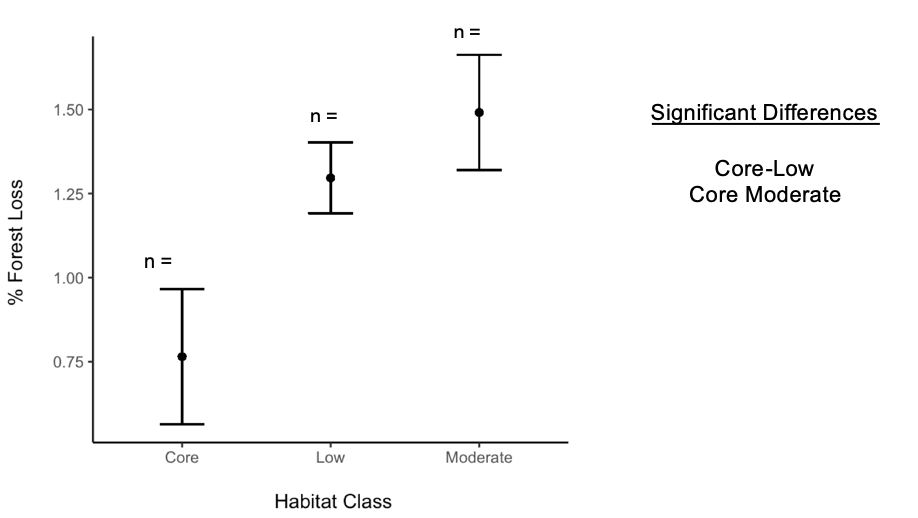 n =
n =
n =
1.50
1.25
1.00
0.75
% Forest Loss
Core
Low
Moderate
Habitat Class
Significant Differences
Core-Low
Core Moderate